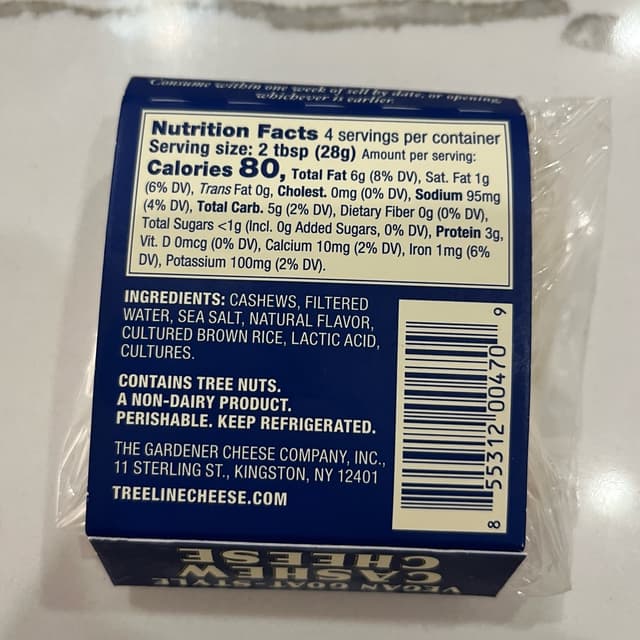 Consume within one week of sell by date, or opening,
whichever is earlier.
Nutrition Facts 4 servings per container
Serving size: 2 tbsp (28g) Amount per serving:
Calories 80, Total Fat 6g (8% DV), Sat. Fat 1g
(6% DV), Trans Fat 0g, Cholest. 0mg (0% DV), Sodium 95mg
(4% DV), Total Carb. 5g (2% DV), Dietary Fiber 0g (0% DV),
Total Sugars <1g (Incl. 0g Added Sugars, 0% DV), Protein 3g,
Vit. D 0mcg (0% DV), Calcium 10mg (2% DV), Iron 1mg (6%
DV), Potassium 100mg (2% DV).
INGREDIENTS: CASHEWS, FILTERED
WATER, SEA SALT, NATURAL FLAVOR,
CULTURED BROWN RICE, LACTIC ACID,
CULTURES.
CONTAINS TREE NUTS.
A NON-DAIRY PRODUCT.
PERISHABLE. KEEP REFRIGERATED.
THE GARDENER CHEESE COMPANY, INC.,
11 STERLING ST., KINGSTON, NY 12401
TREELINECHEESE.COM
8 55312 00470 9
VEGAN GOAT-STYLE
CASHEW
CHEESE